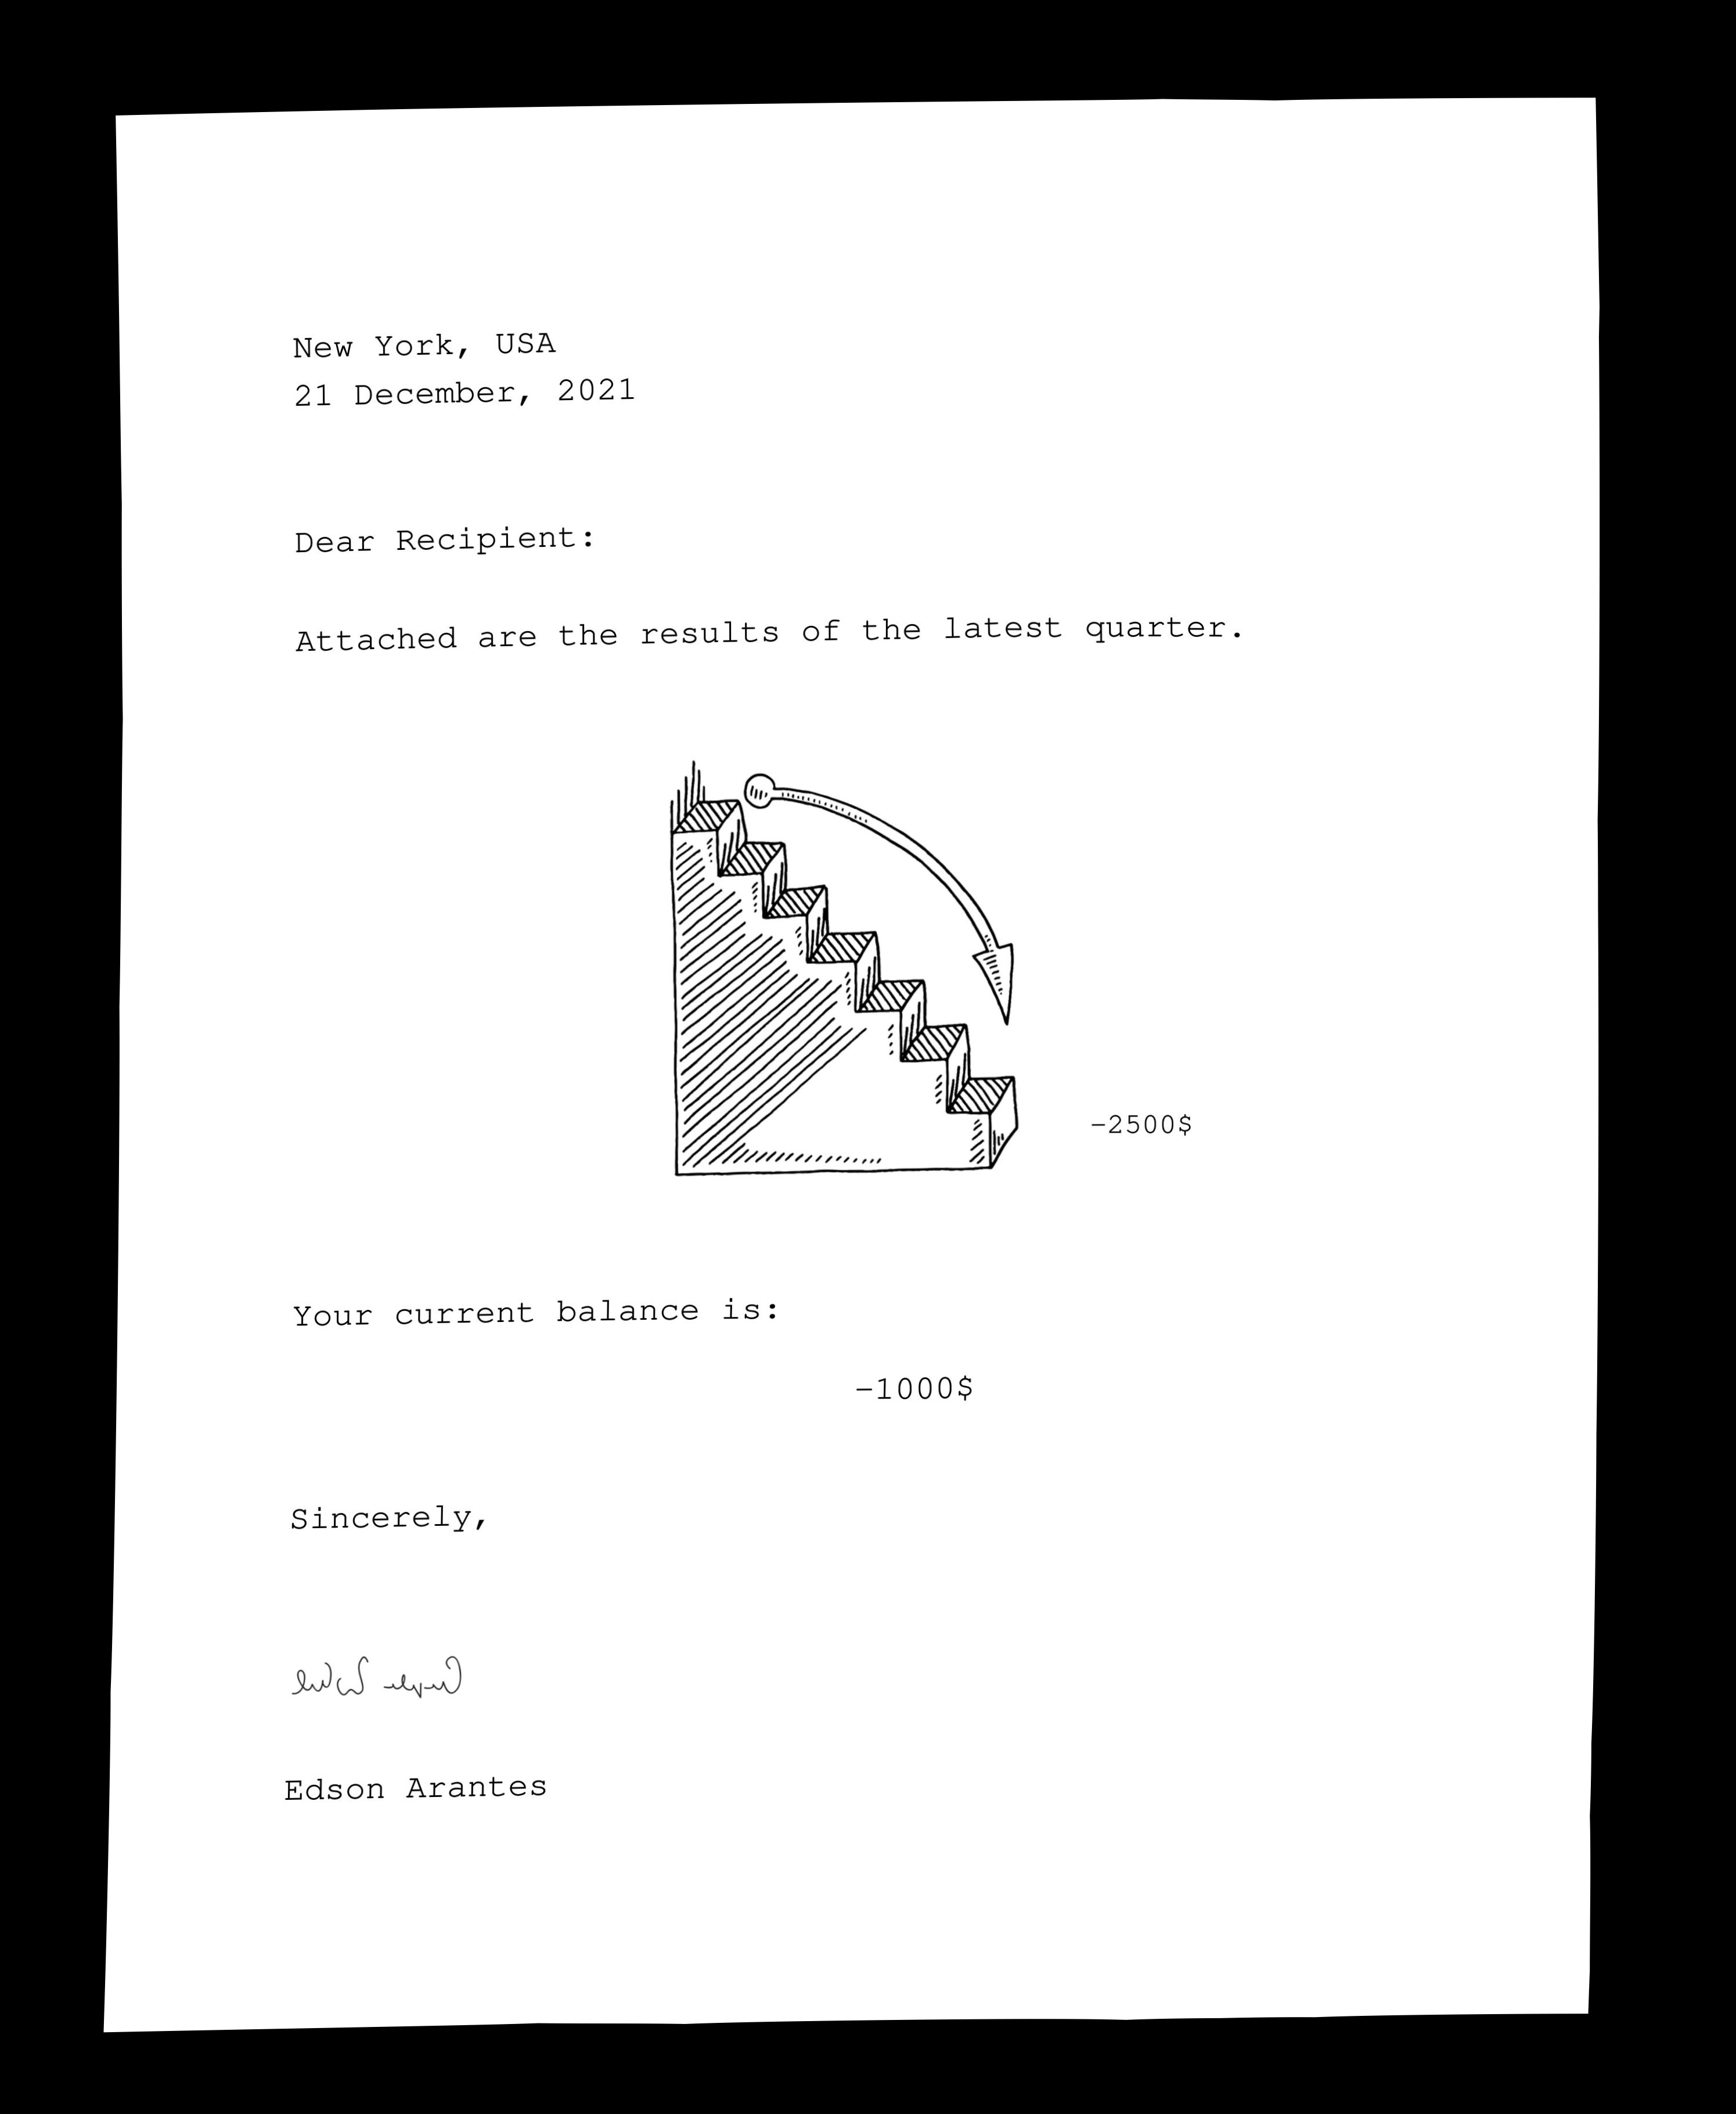 New York, USA
21 December, 2021
Dear Recipient:
Attached are the results of the latest quarter.
-2500$
Your current balance is:
-1000$
Sincerely,
Edson Arantes